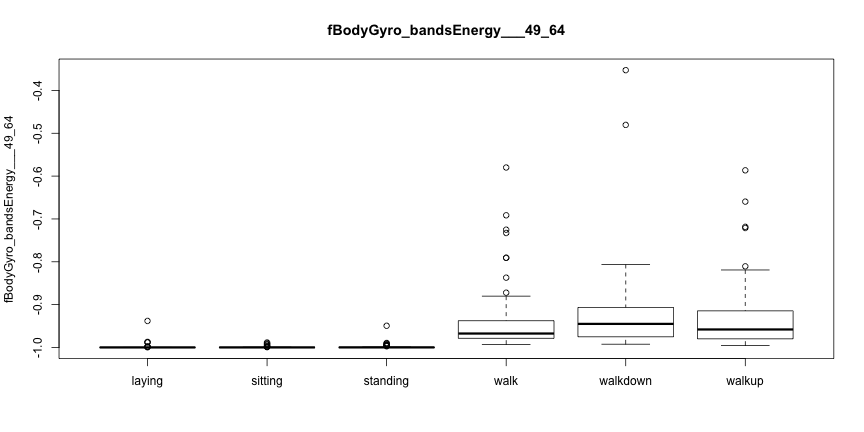 fBodyGyro_bandsEnergy___49_64
fBodyGyro_bandsEnergy___49_64
-0.4
-0.5
-0.6
-0.7
-0.8
-0.9
-1.0
laying sitting standing walk walkdown walkup